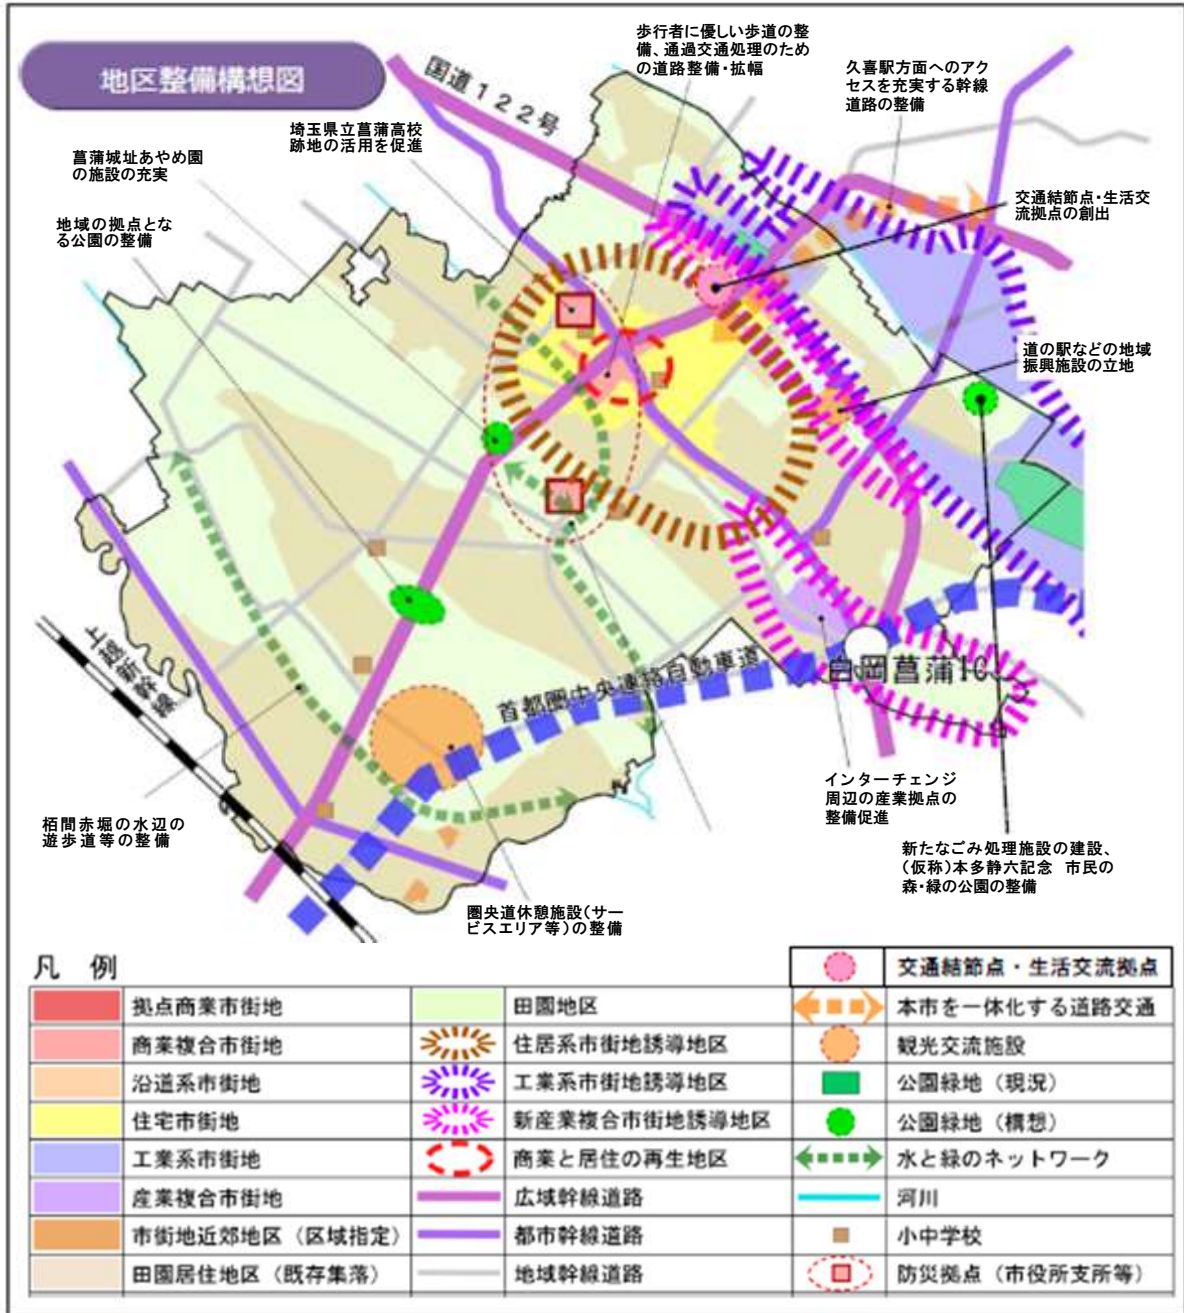 地区整備構想図
国道122号
歩行者に優しい歩道の整
備、通過交通処理のため
の道路整備・拡幅
久喜駅方面へのアク
セスを充実する幹線
道路の整備
埼玉県立菖蒲高校
跡地の活用を促進
菖蒲城址あやめ園
の施設の充実
交通結節点・生活交
流拠点の創出
地域の拠点とな
る公園の整備
道の駅などの地域
振興施設の立地
上越新幹線
首都圏中央連絡自動車道
白岡菖蒲IC
インターチェンジ
周辺の産業拠点の
整備促進
栢間赤堀の水辺の
遊歩道等の整備
新たなごみ処理施設の建設、
(仮称)本多静六記念 市民の
森・緑の公園の整備
圏央道休憩施設(サー
ビスエリア等)の整備
凡 例
拠点商業市街地
商業複合市街地
沿道系市街地
住宅市街地
工業系市街地
産業複合市街地
市街地近郊地区(区域指定)
田園居住地区(既存集落)
田園地区
住居系市街地誘導地区
工業系市街地誘導地区
新産業複合市街地誘導地区
商業と居住の再生地区
広域幹線道路
都市幹線道路
地域幹線道路
交通結節点・生活交流拠点
本市を一体化する道路交通
観光交流施設
公園緑地(現況)
公園緑地(構想)
水と緑のネットワーク
河川
小中学校
防災拠点(市役所支所等)